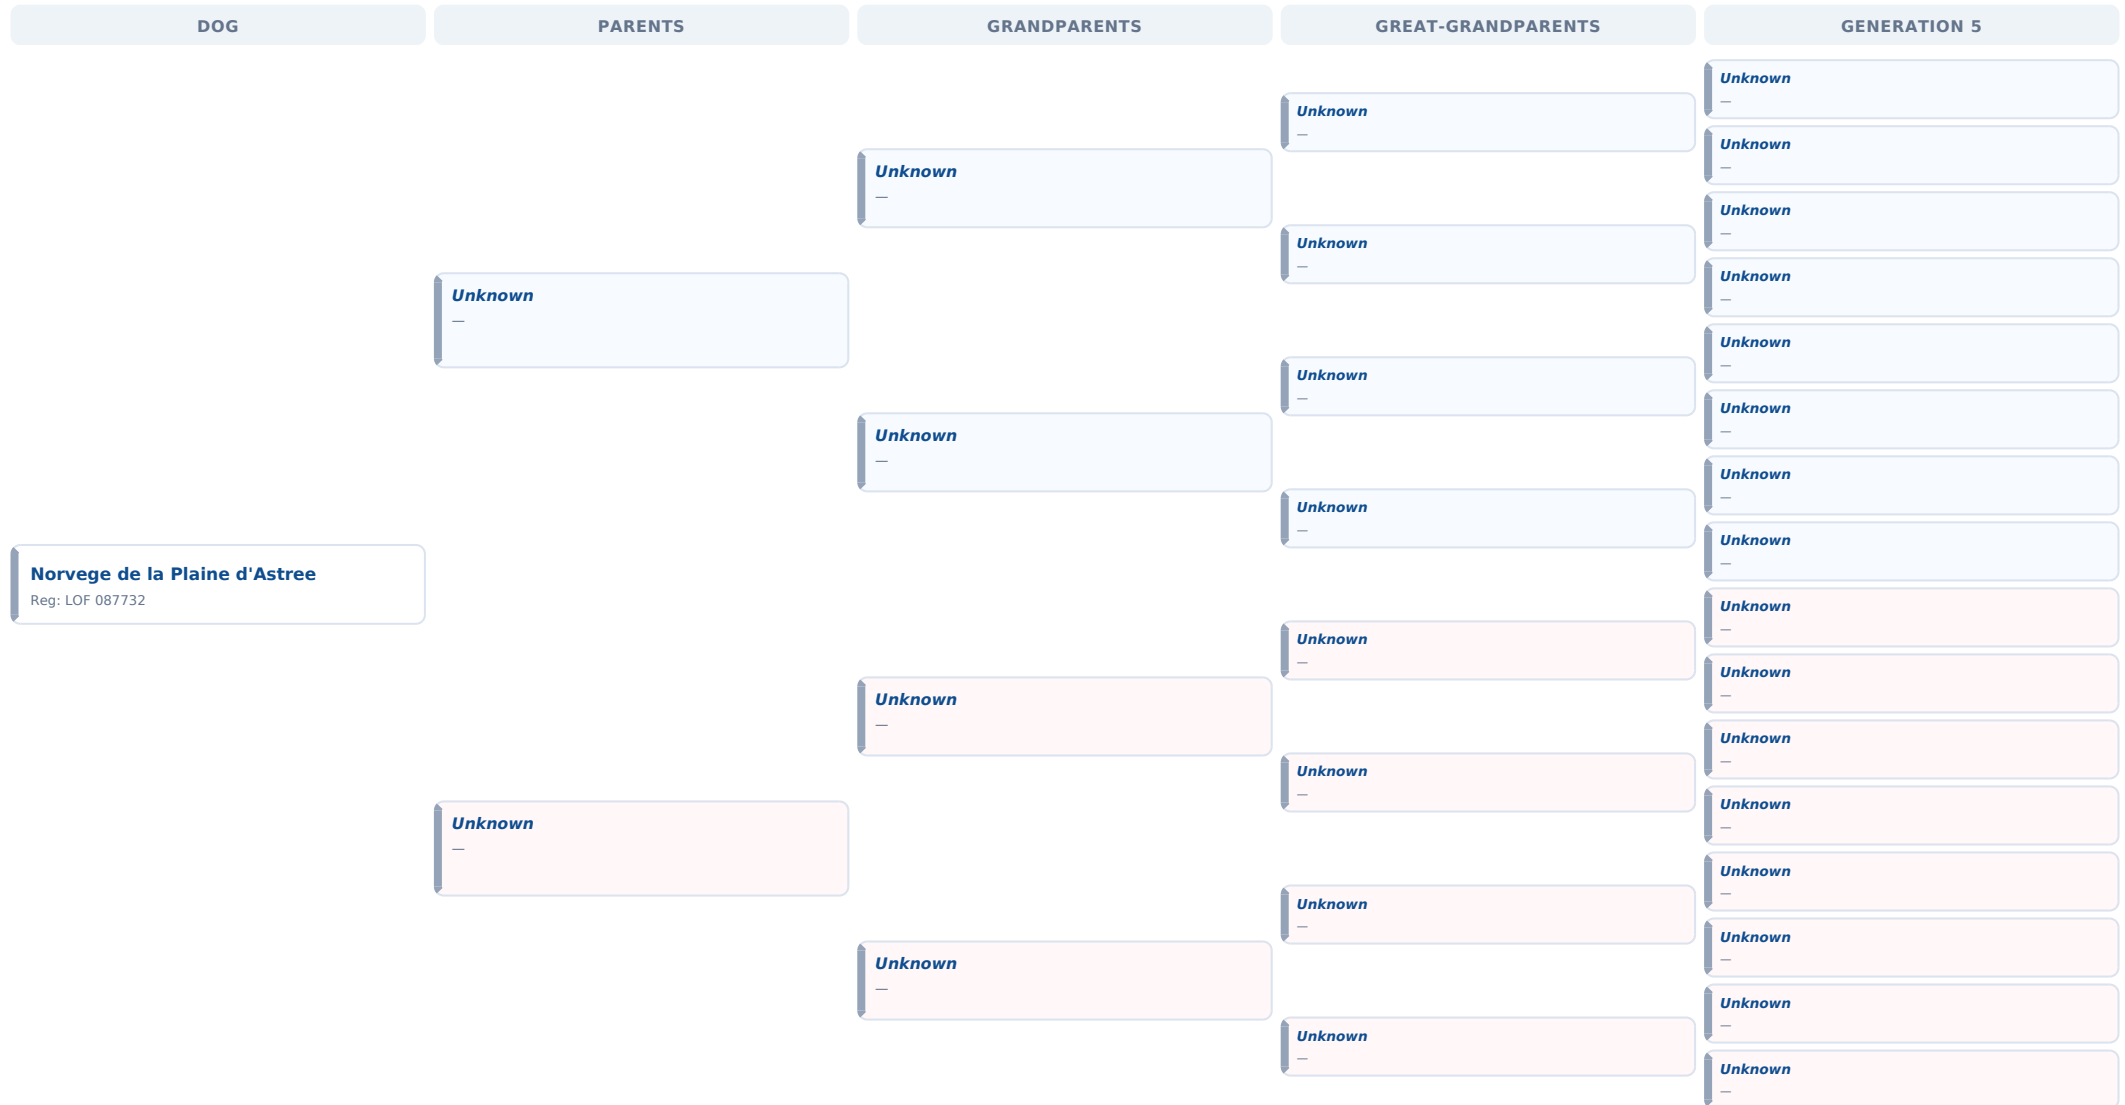 DOG
PARENTS
GRANDPARENTS
GREAT-GRANDPARENTS
GENERATION 5
Norvege de la Plaine d'Astree
Reg: LOF 087732
Unknown
—
Unknown
—
Unknown
—
Unknown
—
Unknown
—
Unknown
—
Unknown
—
Unknown
—
Unknown
—
Unknown
—
Unknown
—
Unknown
—
Unknown
—
Unknown
—
Unknown
—
Unknown
—
Unknown
—
Unknown
—
Unknown
—
Unknown
—
Unknown
—
Unknown
—
Unknown
—
Unknown
—
Unknown
—
Unknown
—
Unknown
—
Unknown
—
Unknown
—
Unknown
—